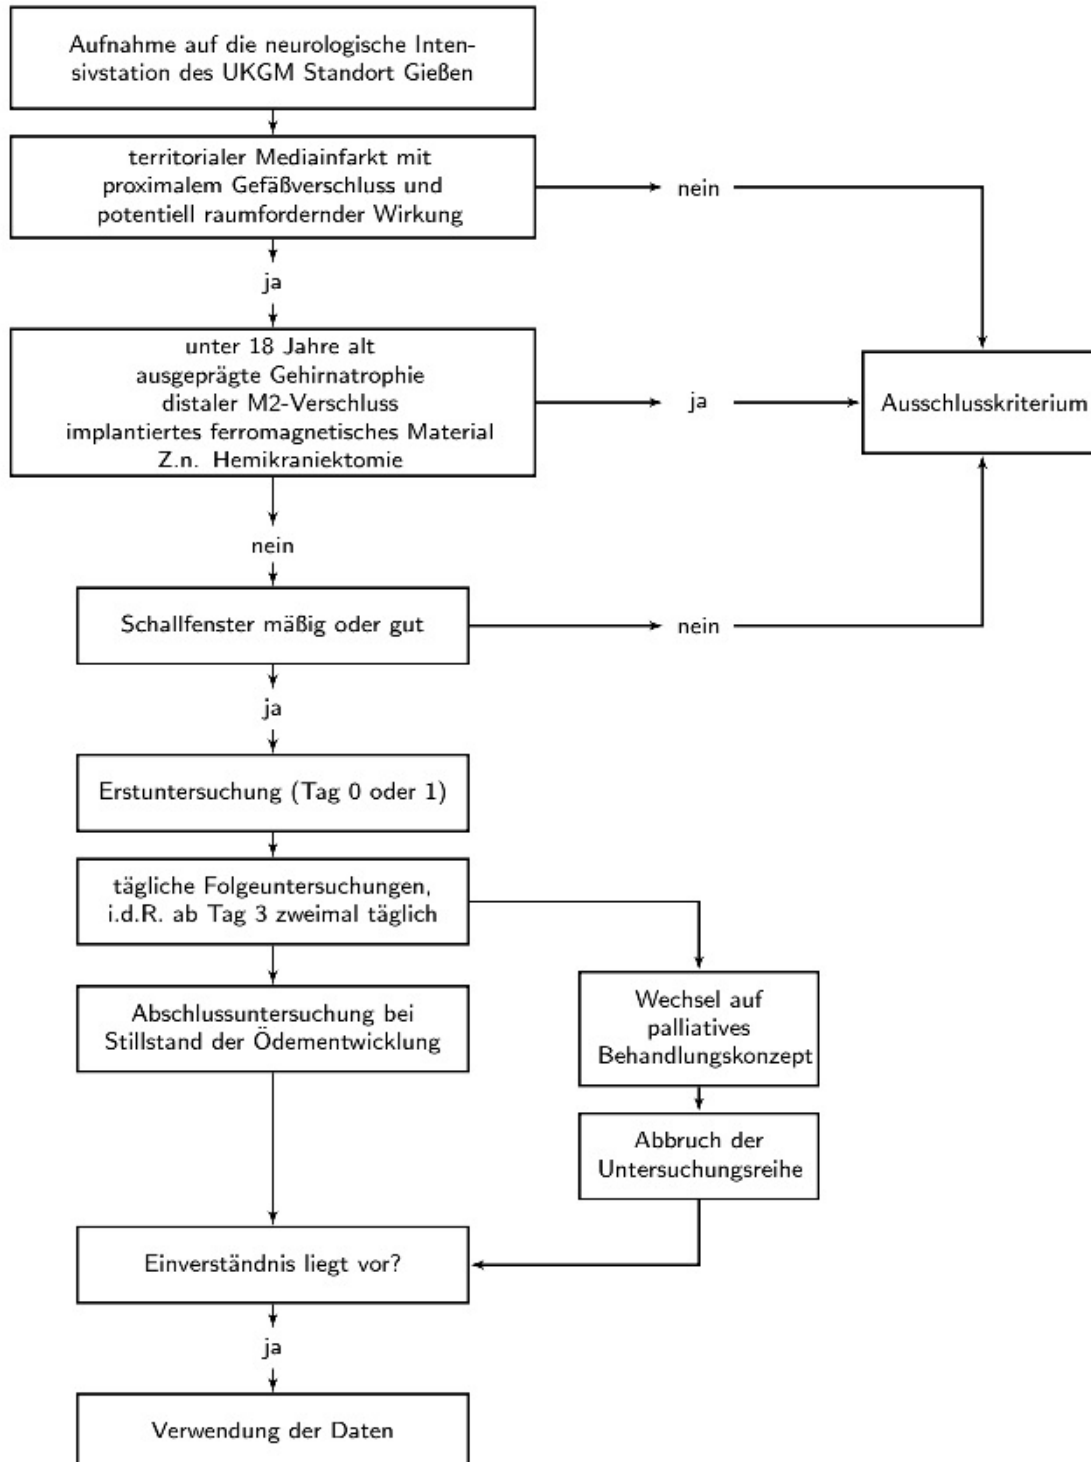 Aufnahme auf die neurologische Inten-
sivstation des UKGM Standort Gießen
territorialer Mediainfarkt mit
proximalem Gefäßverschluss und
potentiell raumfordernder Wirkung
nein
ja
unter 18 Jahre alt
ausgeprägte Gehirnatrophie
distaler M2-Verschluss
implantiertes ferromagnetisches Material
Z.n. Hemikraniektomie
ja
Ausschlusskriterium
nein
Schallfenster mäßig oder gut
nein
ja
Erstuntersuchung (Tag 0 oder 1)
tägliche Folgeuntersuchungen,
i.d.R. ab Tag 3 zweimal täglich
Abschlussuntersuchung bei
Stillstand der Ödementwicklung
Wechsel auf
palliatives
Behandlungskonzept
Abbruch der
Untersuchungsreihe
Einverständnis liegt vor?
ja
Verwendung der Daten